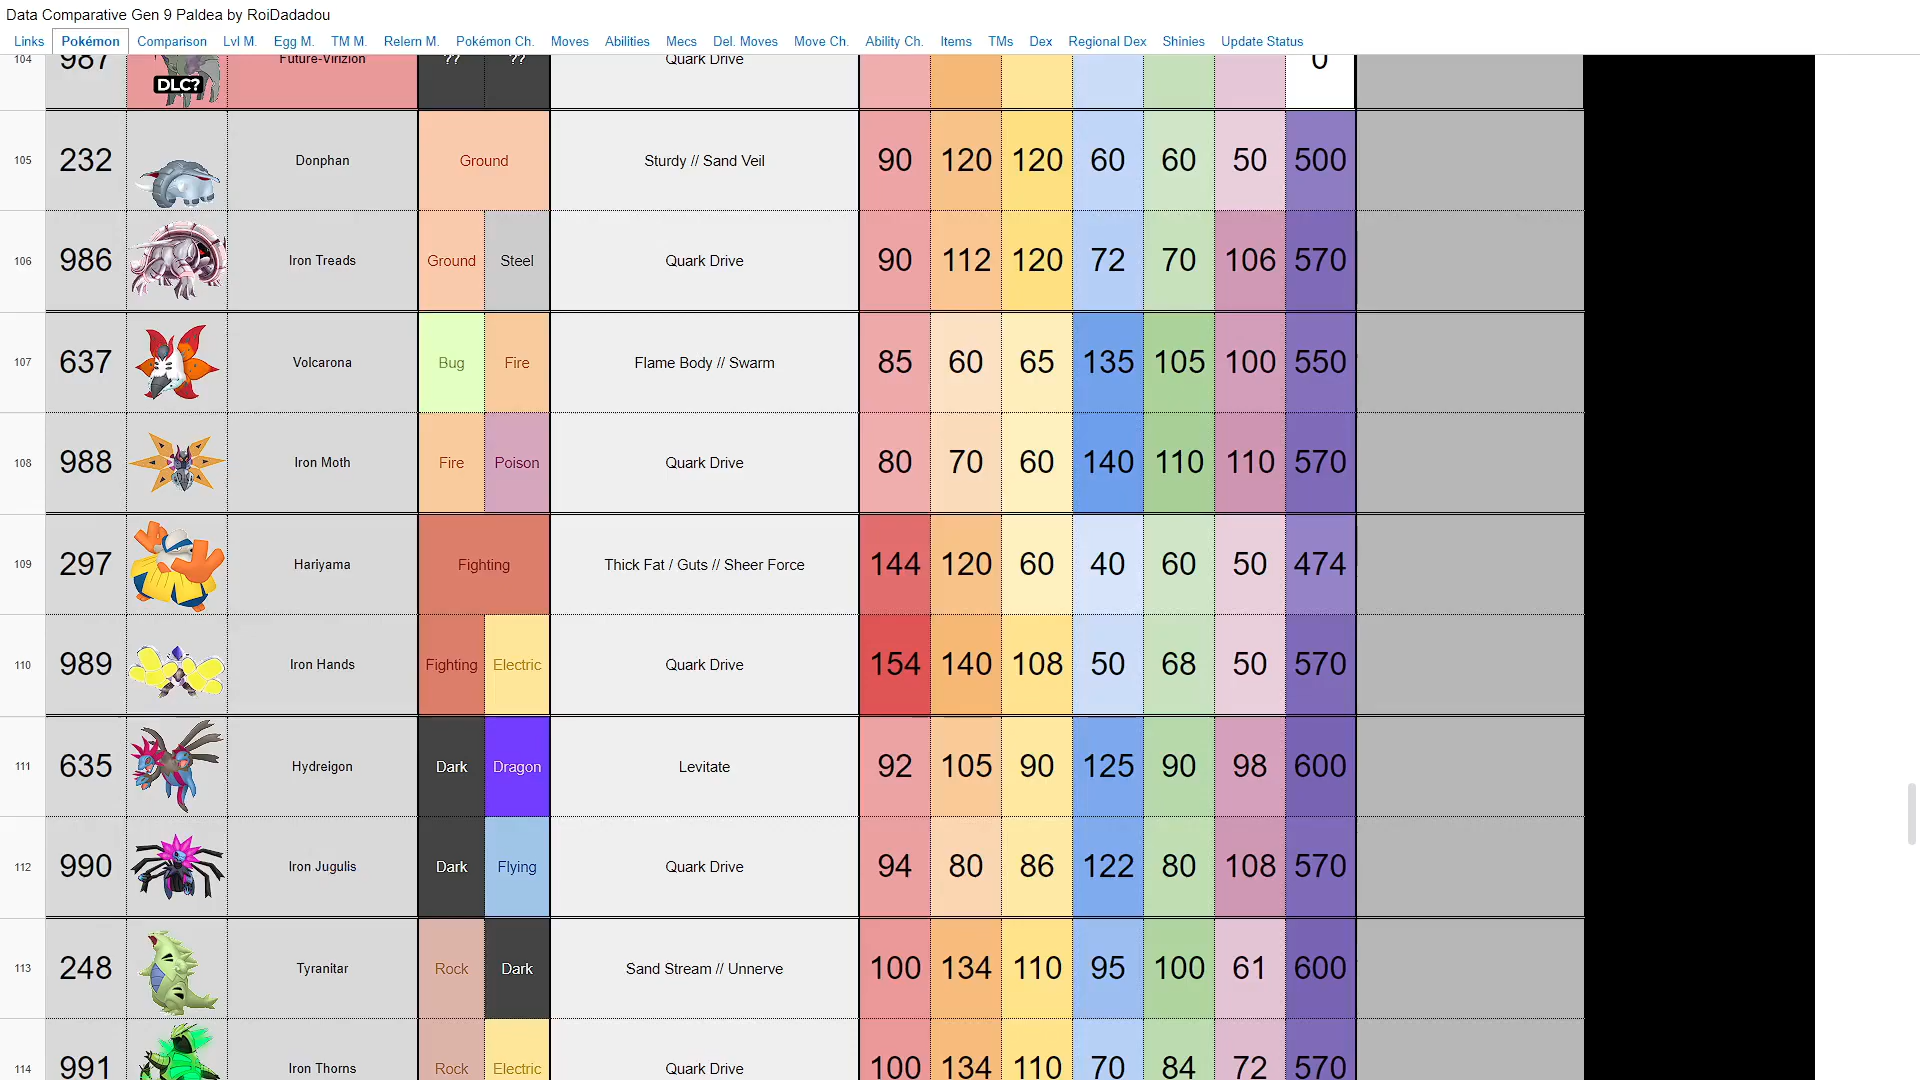 Data Comparative Gen 9 Paldea by RoiDadadou
Links Pokémon Comparison Lvl M. Egg M. TM M. Relern M. Pokémon Ch. Moves Abilities Mecs Del. Moves Move Ch. Ability Ch. Items TMs Dex Regional Dex Shinies Update Status
104 987 DLC? Future-Virizion ?? ?? Quark Drive 0
105 232 Donphan Ground Sturdy // Sand Veil 90 120 120 60 60 50 500
106 986 Iron Treads Ground Steel Quark Drive 90 112 120 72 70 106 570
107 637 Volcarona Bug Fire Flame Body // Swarm 85 60 65 135 105 100 550
108 988 Iron Moth Fire Poison Quark Drive 80 70 60 140 110 110 570
109 297 Hariyama Fighting Thick Fat / Guts // Sheer Force 144 120 60 40 60 50 474
110 989 Iron Hands Fighting Electric Quark Drive 154 140 108 50 68 50 570
111 635 Hydreigon Dark Dragon Levitate 92 105 90 125 90 98 600
112 990 Iron Jugulis Dark Flying Quark Drive 94 80 86 122 80 108 570
113 248 Tyranitar Rock Dark Sand Stream // Unnerve 100 134 110 95 100 61 600
114 991 Iron Thorns Rock Electric Quark Drive 100 134 110 70 84 72 570